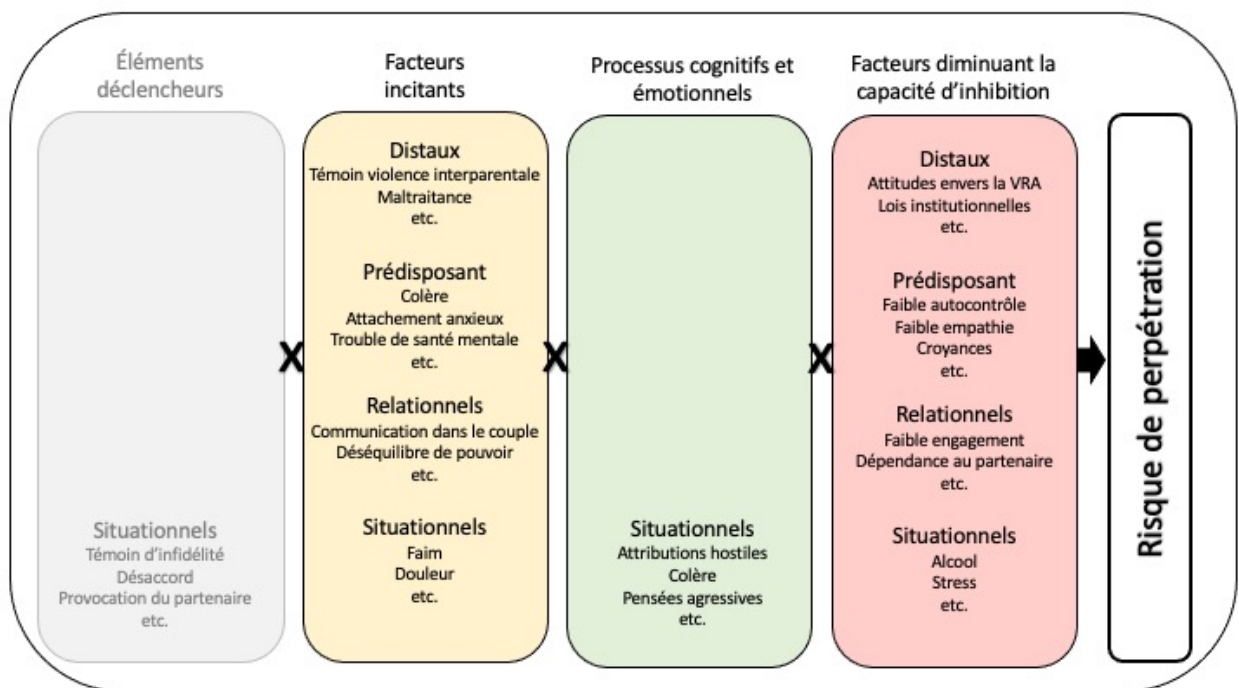 Éléments
déclencheurs
Situationnels
Témoin d'infidélité
Désaccord
Provocation du partenaire
etc.
X
Facteurs
incitants
Distaux
Témoin violence interparentale
Maltraitance
etc.
Prédisposant
Colère
Attachement anxieux
Trouble de santé mentale
etc.
Relationnels
Communication dans le couple
Déséquilibre de pouvoir
etc.
Situationnels
Faim
Douleur
etc.
X
Processus cognitifs et
émotionnels
Situationnels
Attributions hostiles
Colère
Pensées agressives
etc.
X
Facteurs diminuant la
capacité d'inhibition
Distaux
Attitudes envers la VRA
Lois institutionnelles
etc.
Prédisposant
Faible autocontrôle
Faible empathie
Croyances
etc.
Relationnels
Faible engagement
Dépendance au partenaire
etc.
Situationnels
Alcool
Stress
etc.
Risque de perpétration